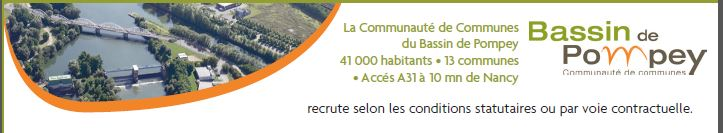 La Communauté de Communes
du Bassin de Pompey
41 000 habitants • 13 communes
• Accés A31 à 10 mn de Nancy
Bassin de
Pompey
Communauté de communes
recrute selon les conditions statutaires ou par voie contractuelle.